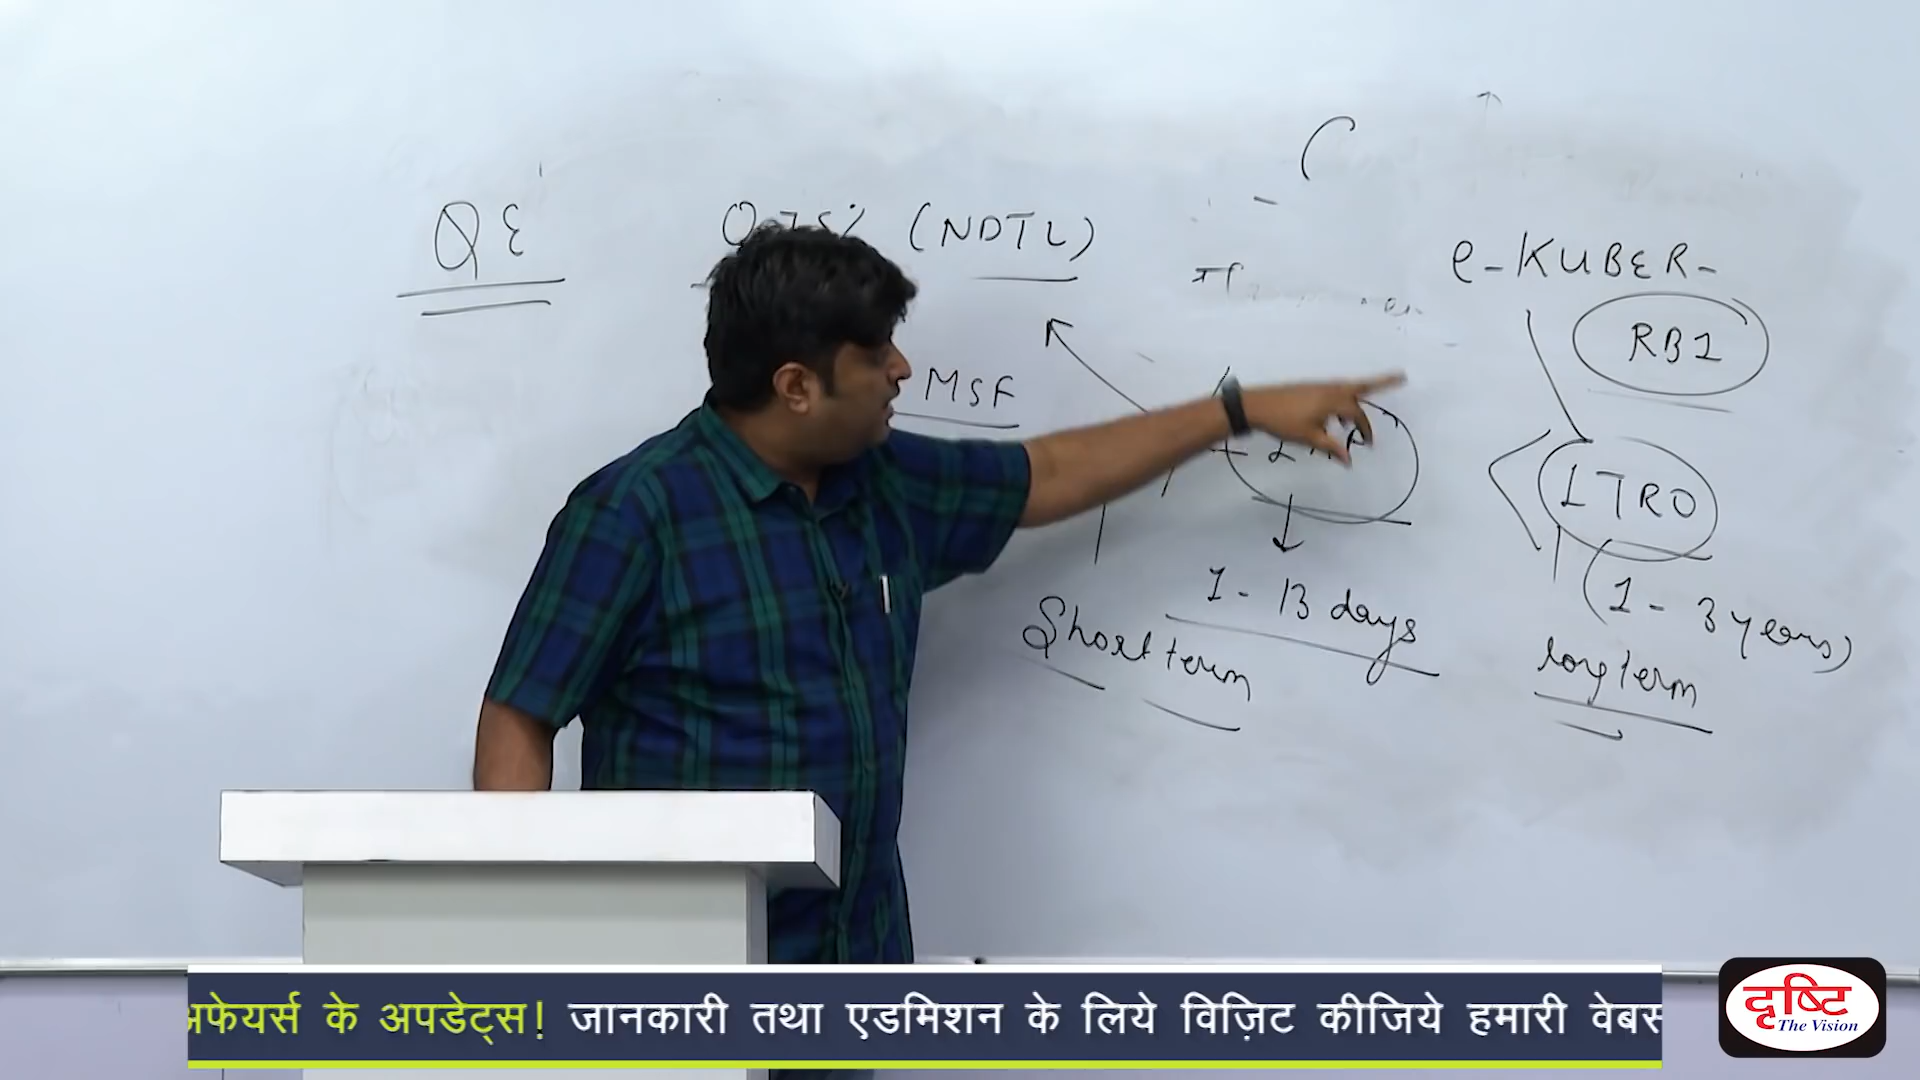 QE
(NDTL)
e-KUBER-
RBI
MSF
LTRO
1 - 13 days
(1 - 3 years)
Short term
long term
अफेयर्स के अपडेट्स! जानकारी तथा एडमिशन के लिये विज़िट कीजिये हमारी वेबस
दृष्टि
The Vision